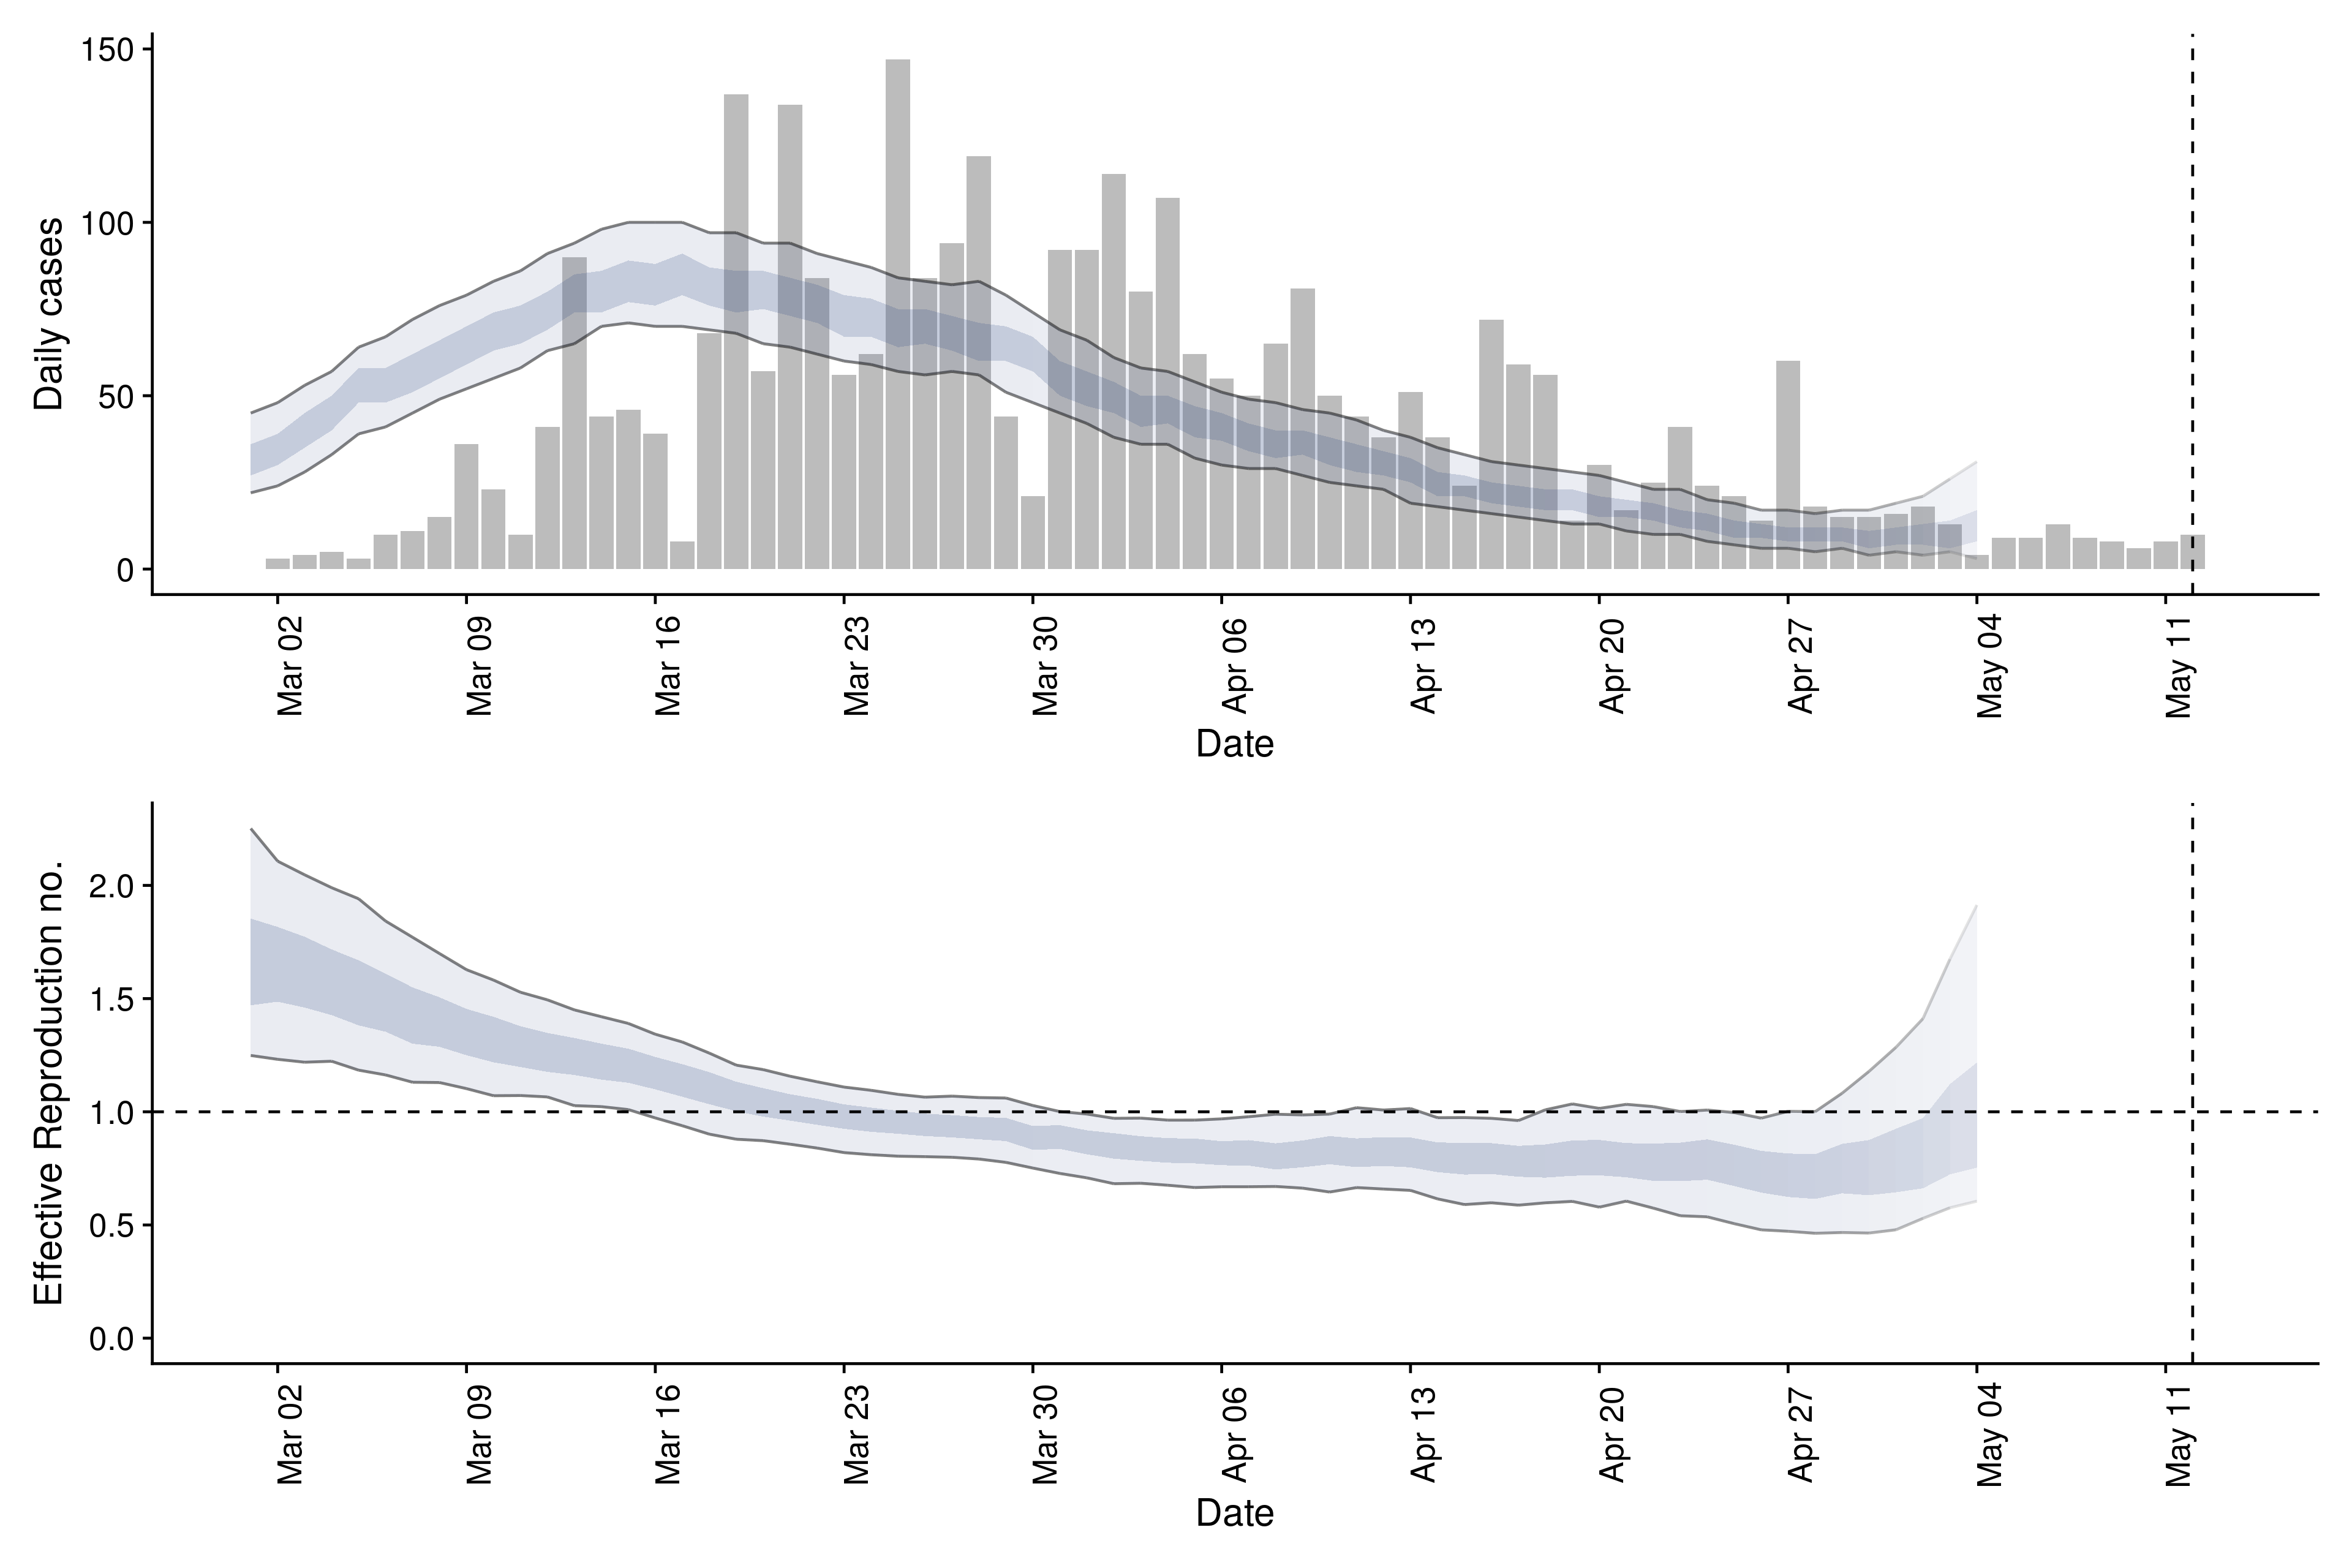 Daily cases
150
100
50
0
Mar 02
Mar 09
Mar 16
Mar 23
Mar 30
Apr 06
Apr 13
Apr 20
Apr 27
May 04
May 11
Date
Effective Reproduction no.
2.0
1.5
1.0
0.5
0.0
Mar 02
Mar 09
Mar 16
Mar 23
Mar 30
Apr 06
Apr 13
Apr 20
Apr 27
May 04
May 11
Date